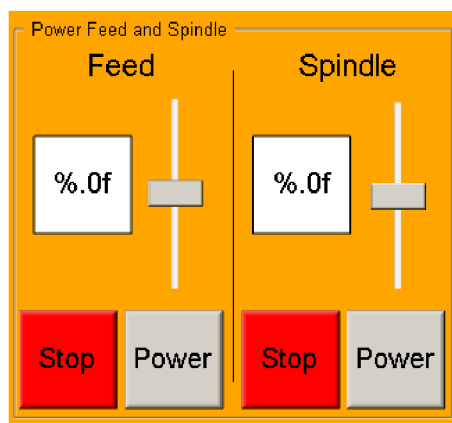 Power Feed and Spindle
Feed
Spindle
%.0f
%.0f
Stop
Power
Stop
Power